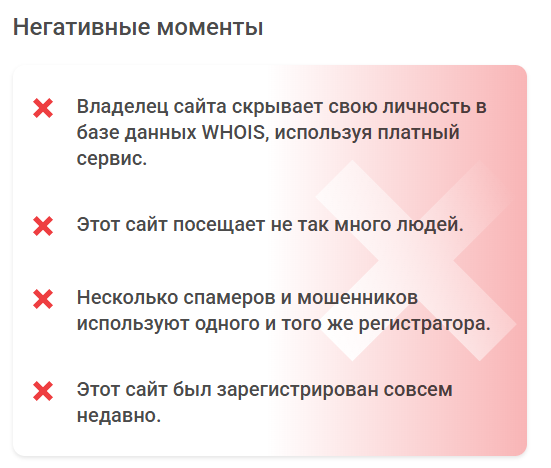 Негативные моменты
Владелец сайта скрывает свою личность в
базе данных WHOIS, используя платный
сервис.
Этот сайт посещает не так много людей.
Несколько спамеров и мошенников
используют одного и того же регистратора.
Этот сайт был зарегистрирован совсем
недавно.